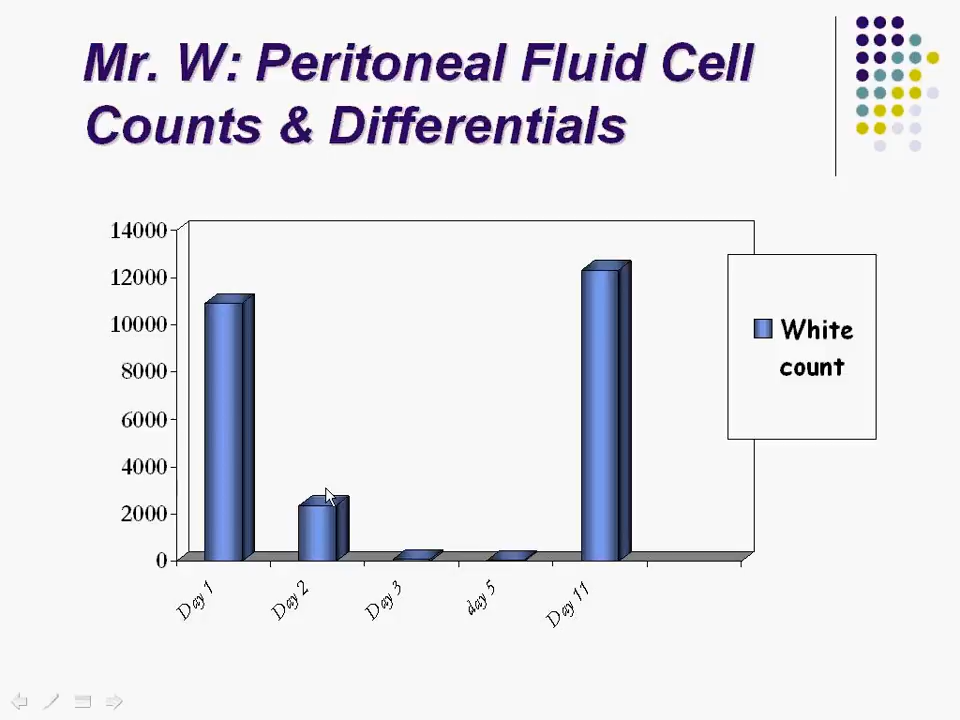 Mr. W: Peritoneal Fluid Cell
Counts & Differentials
14000
12000
10000
8000
6000
4000
2000
0
Day 1
Day 2
Day 3
day 5
Day 11
White
count